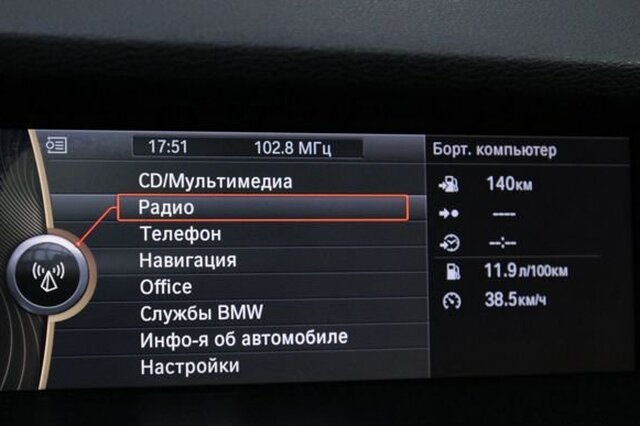 17:51 102.8 МГц
CD/Мультимедиа
Радио
Телефон
Навигация
Office
Службы BMW
Инфо-я об автомобиле
Настройки
Борт. компьютер
140км
----
--:--
11.9л/100км
38.5км/ч